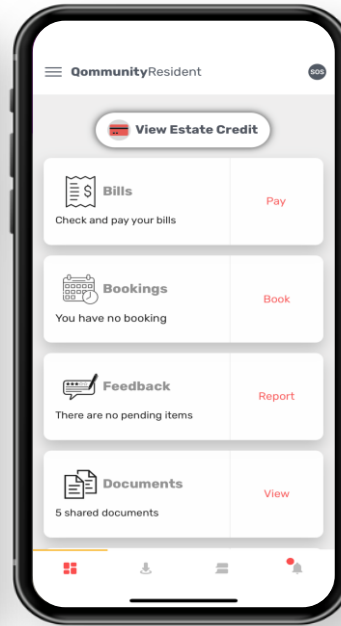 QommunityResident
SOS
View Estate Credit
Bills
Check and pay your bills
Pay
Bookings
You have no booking
Book
Feedback
There are no pending items
Report
Documents
5 shared documents
View